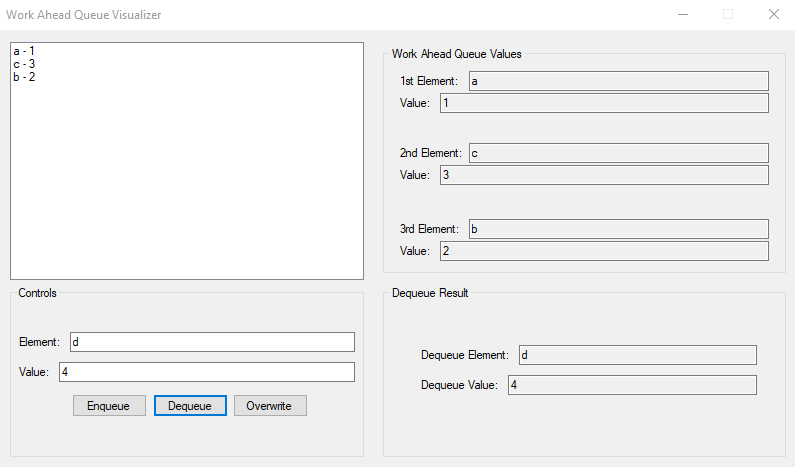 Work Ahead Queue Visualizer
a - 1
c - 3
b - 2
Work Ahead Queue Values
1st Element: a
Value: 1
2nd Element: c
Value: 3
3rd Element: b
Value: 2
Controls
Element: d
Value: 4
Enqueue Dequeue Overwrite
Dequeue Result
Dequeue Element: d
Dequeue Value: 4